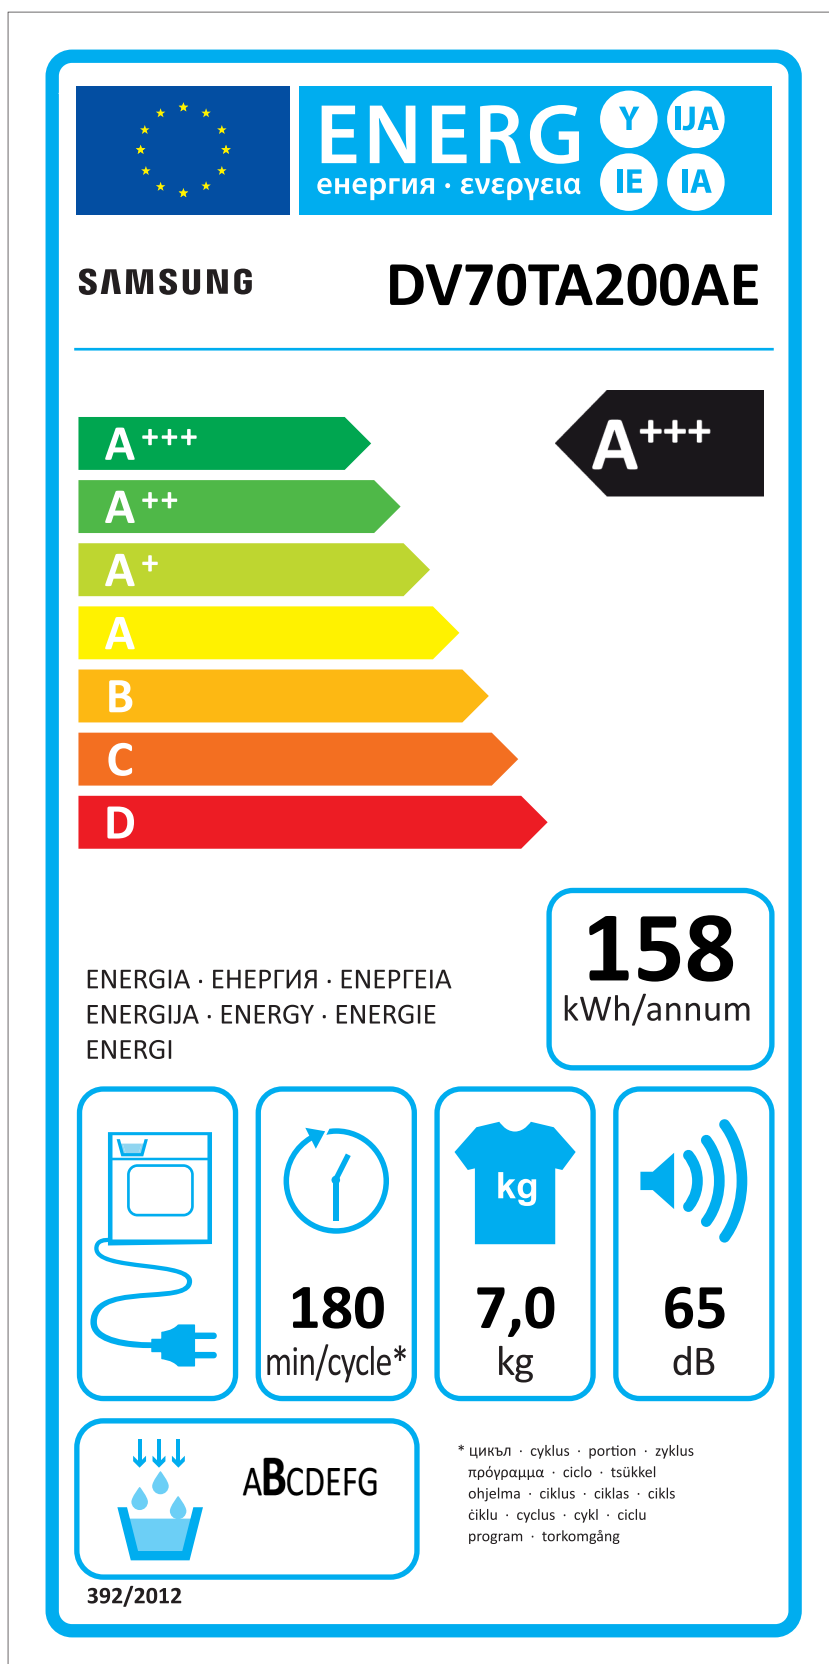 ENERG Y IJA
енергия · ενεργεια IE IA
SAMSUNG DV70TA200AE
A+++ A+++
A++
A+
A
B
C
D
158
kWh/annum
ENERGIA · ЕНЕРГИЯ · ΕΝΕΡΓΕΙΑ
ENERGIJA · ENERGY · ENERGIE
ENERGI
kg
180 7,0 65
min/cycle* kg dB
ABCDEFG
* цикъл · cyklus · portion · zyklus
πρόγραμμα · ciclo · tsükkel
ohjelma · ciklus · ciklas · cikls
ċiklu · cyclus · cykl · ciclu
program · torkomgång
392/2012